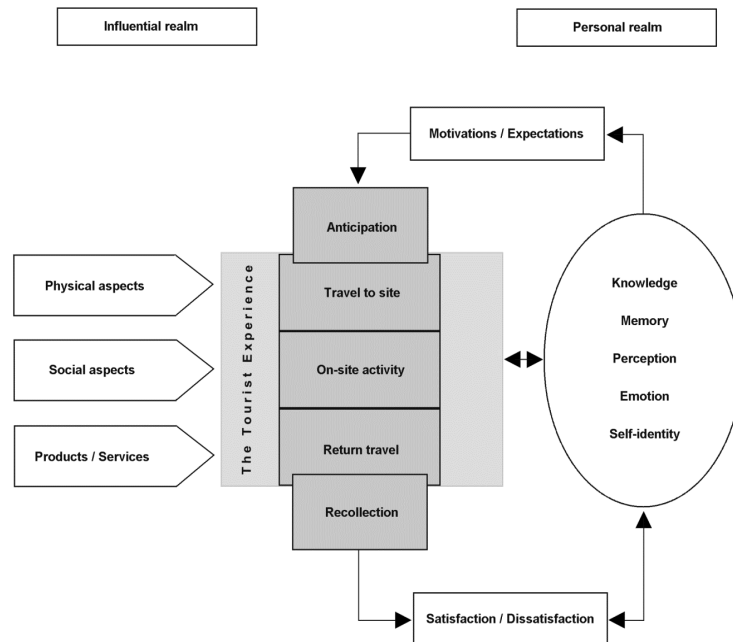 Influential realm
Personal realm
Motivations / Expectations
Anticipation
The Tourist Experience
Physical aspects
Travel to site
Social aspects
On-site activity
Products / Services
Return travel
Recollection
Knowledge
Memory
Perception
Emotion
Self-identity
Satisfaction / Dissatisfaction